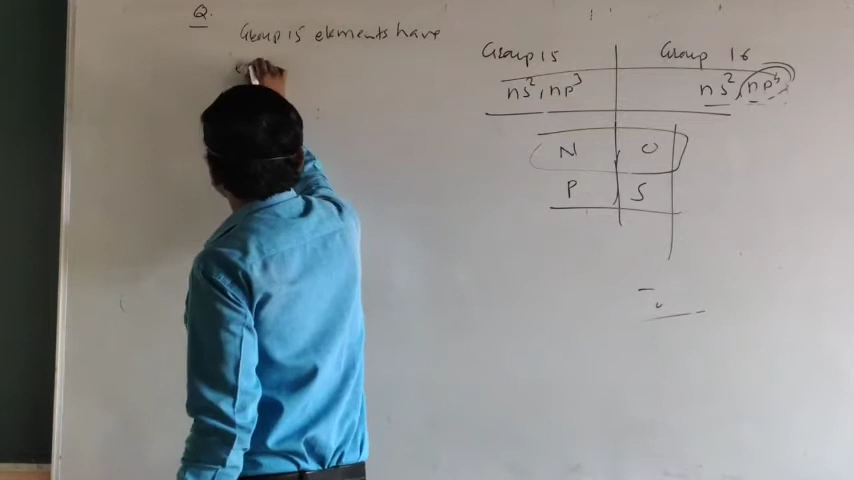 Q.
Group 15 elements have
Group 15 Group 16
ns²,np³ ns²,np⁴
N O
P S